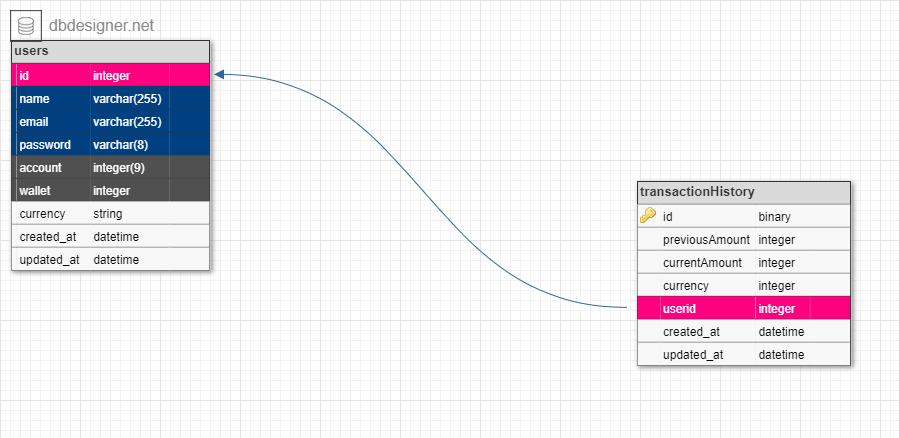 dbdesigner.net
users
id integer
name varchar(255)
email varchar(255)
password varchar(8)
account integer(9)
wallet integer
currency string
created_at datetime
updated_at datetime
transactionHistory
id binary
previousAmount integer
currentAmount integer
currency integer
userid integer
created_at datetime
updated_at datetime